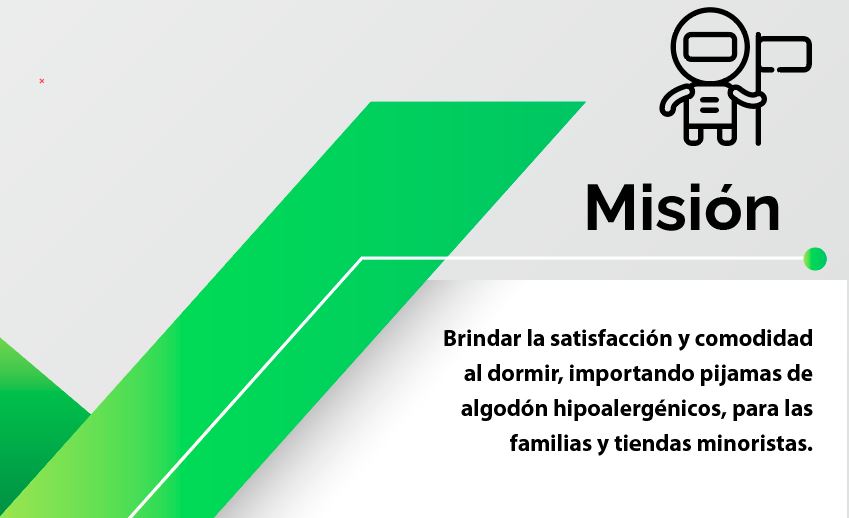 Misión
Brindar la satisfacción y comodidad
al dormir, importando pijamas de
algodón hipoalergénicos, para las
familias y tiendas minoristas.